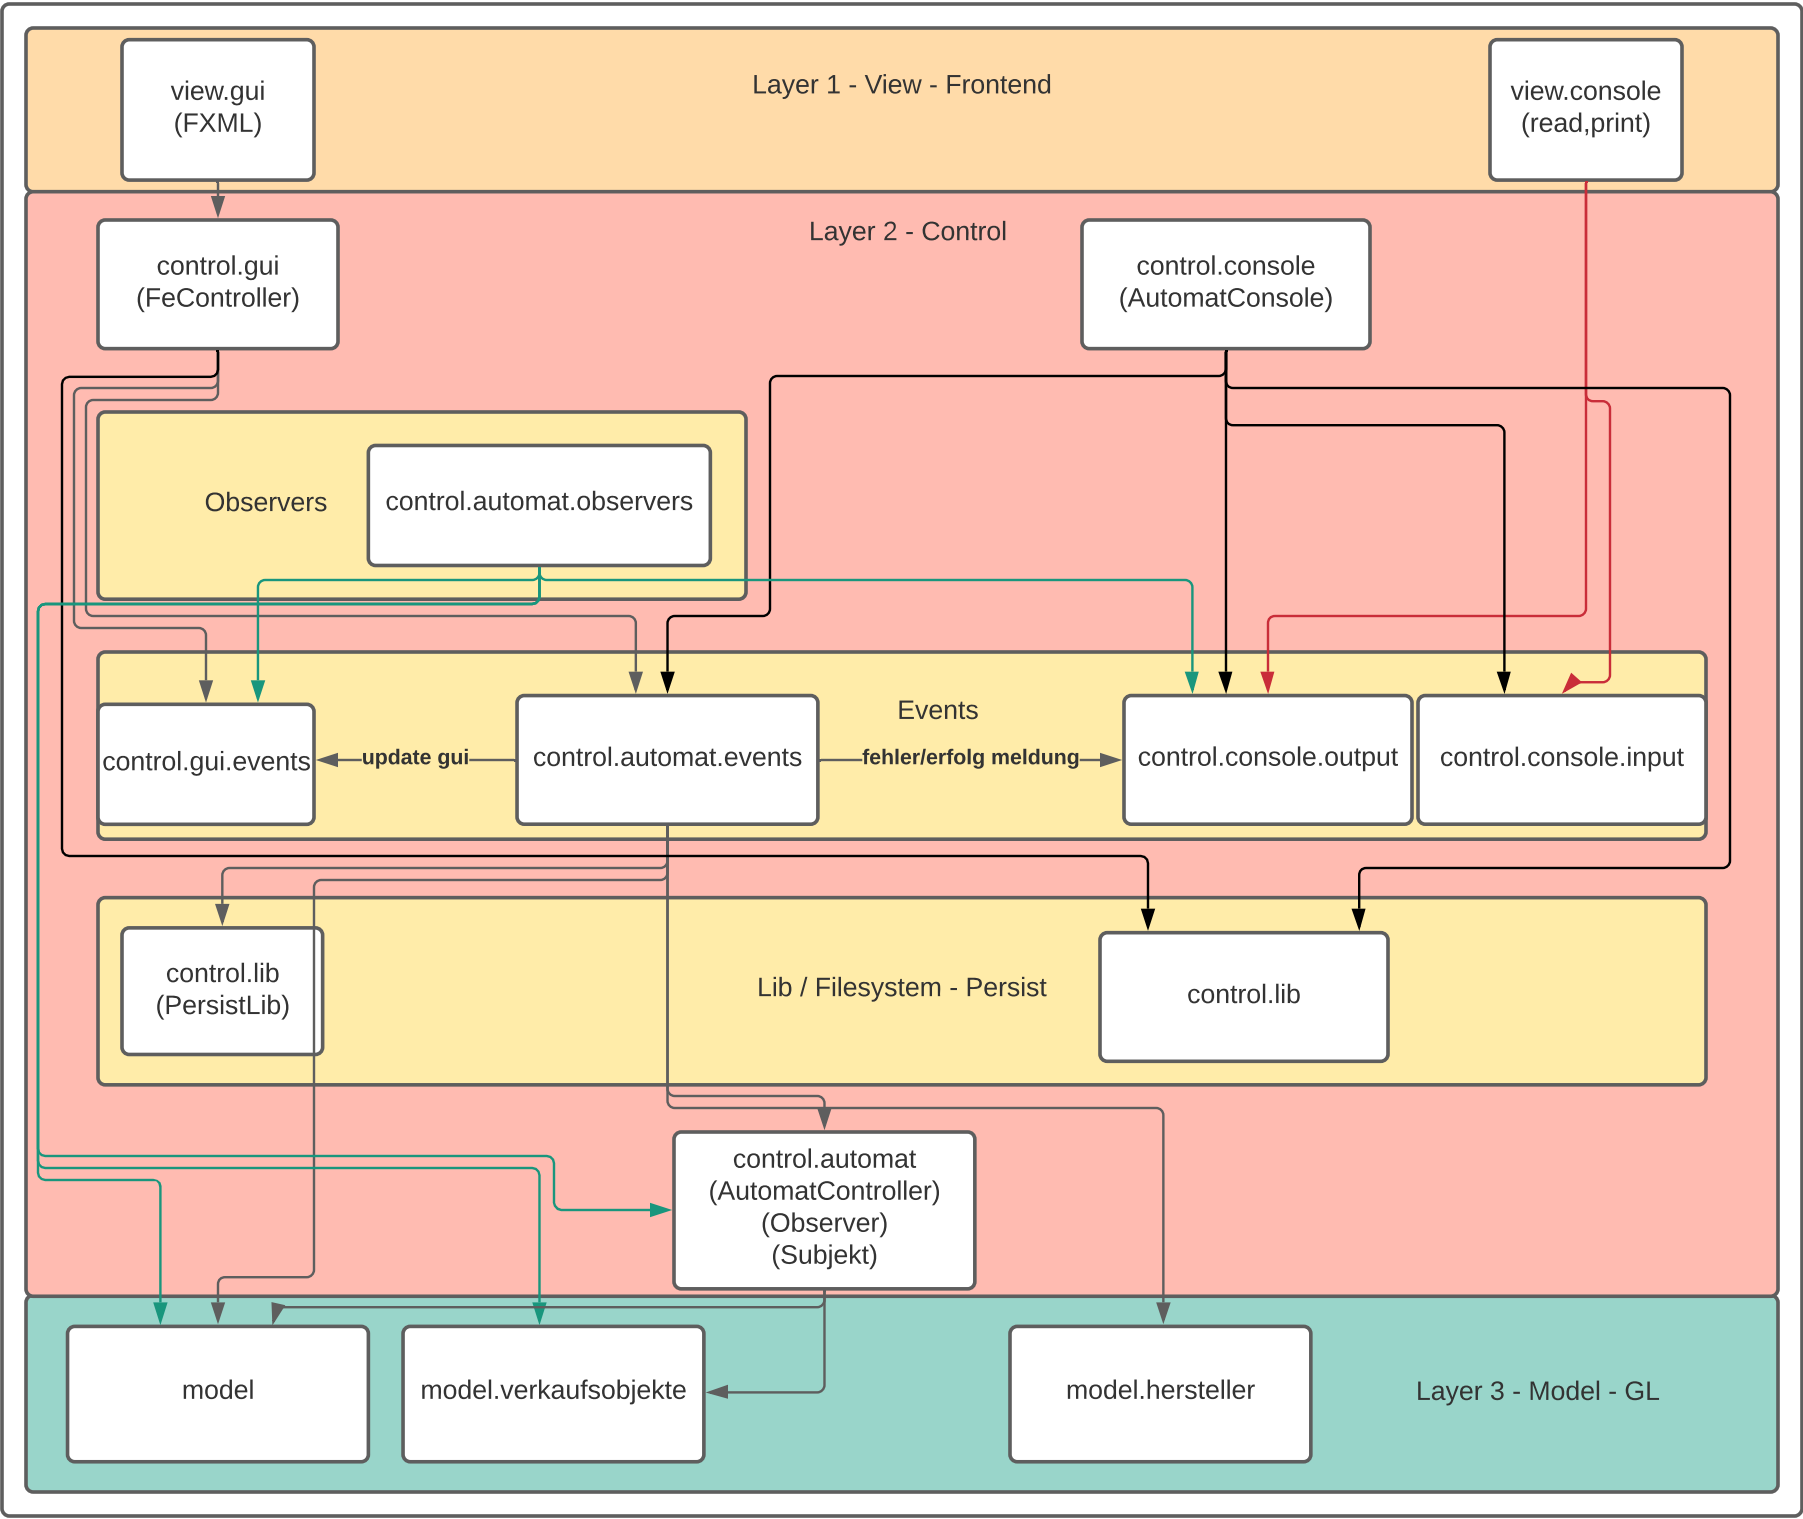 view.gui
(FXML)
Layer 1 - View - Frontend
view.console
(read,print)
Layer 2 - Control
control.gui
(FeController)
control.console
(AutomatConsole)
Observers
control.automat.observers
Events
control.gui.events
update gui
control.automat.events
fehler/erfolg meldung
control.console.output
control.console.input
control.lib
(PersistLib)
Lib / Filesystem - Persist
control.lib
control.automat
(AutomatController)
(Observer)
(Subjekt)
model
model.verkaufsobjekte
model.hersteller
Layer 3 - Model - GL